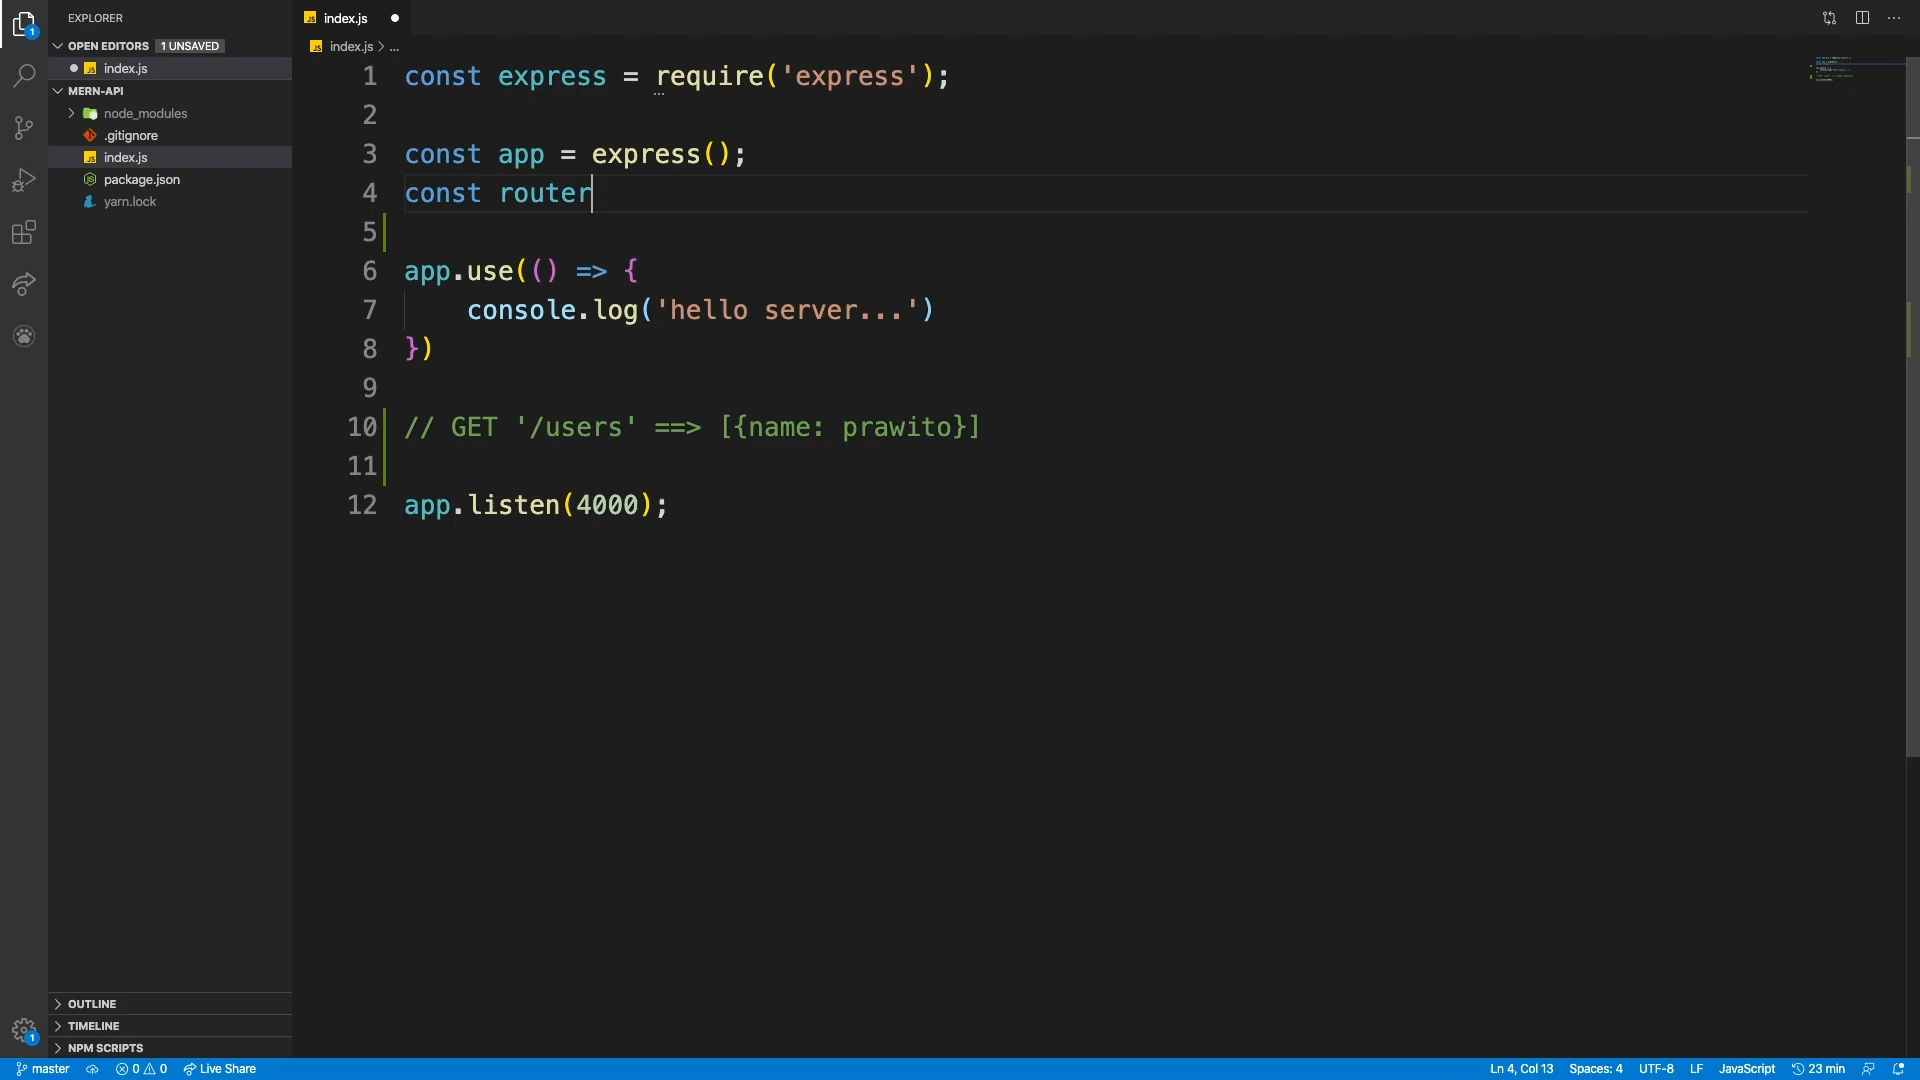 EXPLORER
OPEN EDITORS 1 UNSAVED
index.js
MERN-API
node_modules
.gitignore
index.js
package.json
yarn.lock
OUTLINE
TIMELINE
NPM SCRIPTS
1
1
index.js
index.js > ...
1 const express = require('express');
2
3 const app = express();
4 const router
5
6 app.use(() => {
7 console.log('hello server...')
8 })
9
10 // GET '/users' ==> [{name: prawito}]
11
12 app.listen(4000);
master 0 0 Live Share Ln 4, Col 13 Spaces: 4 UTF-8 LF JavaScript 23 min